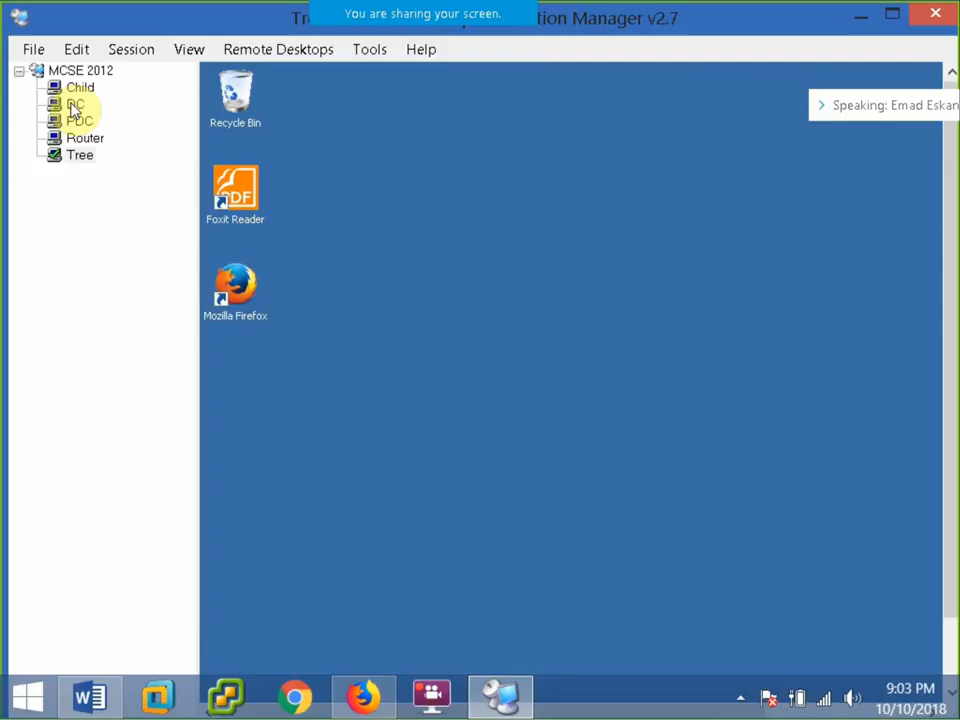 You are sharing your screen.
tion Manager v2.7
File Edit Session View Remote Desktops Tools Help
MCSE 2012
Child
DC
PDC
Router
Tree
Recycle Bin
Speaking: Emad Eskan
PDF
Foxit Reader
Mozilla Firefox
9:03 PM
10/10/2018